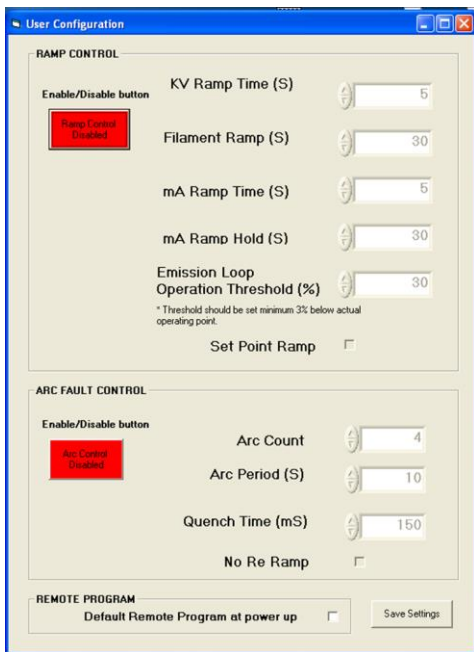 User Configuration
RAMP CONTROL
Enable/Disable button
Ramp Control
Disabled
KV Ramp Time (S)
5
Filament Ramp (S)
30
mA Ramp Time (S)
5
mA Ramp Hold (S)
30
Emission Loop
Operation Threshold (%)
30
* Threshold should be set minimum 3% below actual
operating point.
Set Point Ramp
ARC FAULT CONTROL
Enable/Disable button
Arc Control
Disabled
Arc Count
4
Arc Period (S)
10
Quench Time (mS)
150
No Re Ramp
REMOTE PROGRAM
Default Remote Program at power up
Save Settings